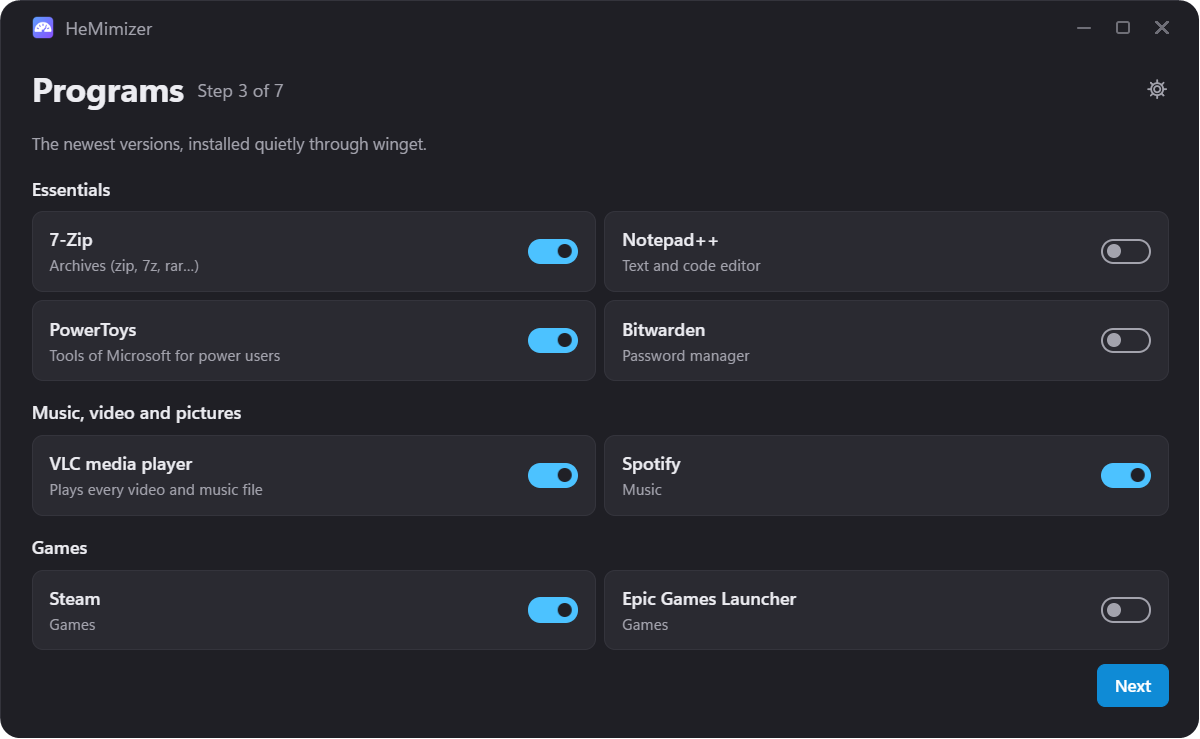 HeMimizer
Programs Step 3 of 7
The newest versions, installed quietly through winget.
Essentials
7-Zip
Archives (zip, 7z, rar...)
Notepad++
Text and code editor
PowerToys
Tools of Microsoft for power users
Bitwarden
Password manager
Music, video and pictures
VLC media player
Plays every video and music file
Spotify
Music
Games
Steam
Games
Epic Games Launcher
Games
Next